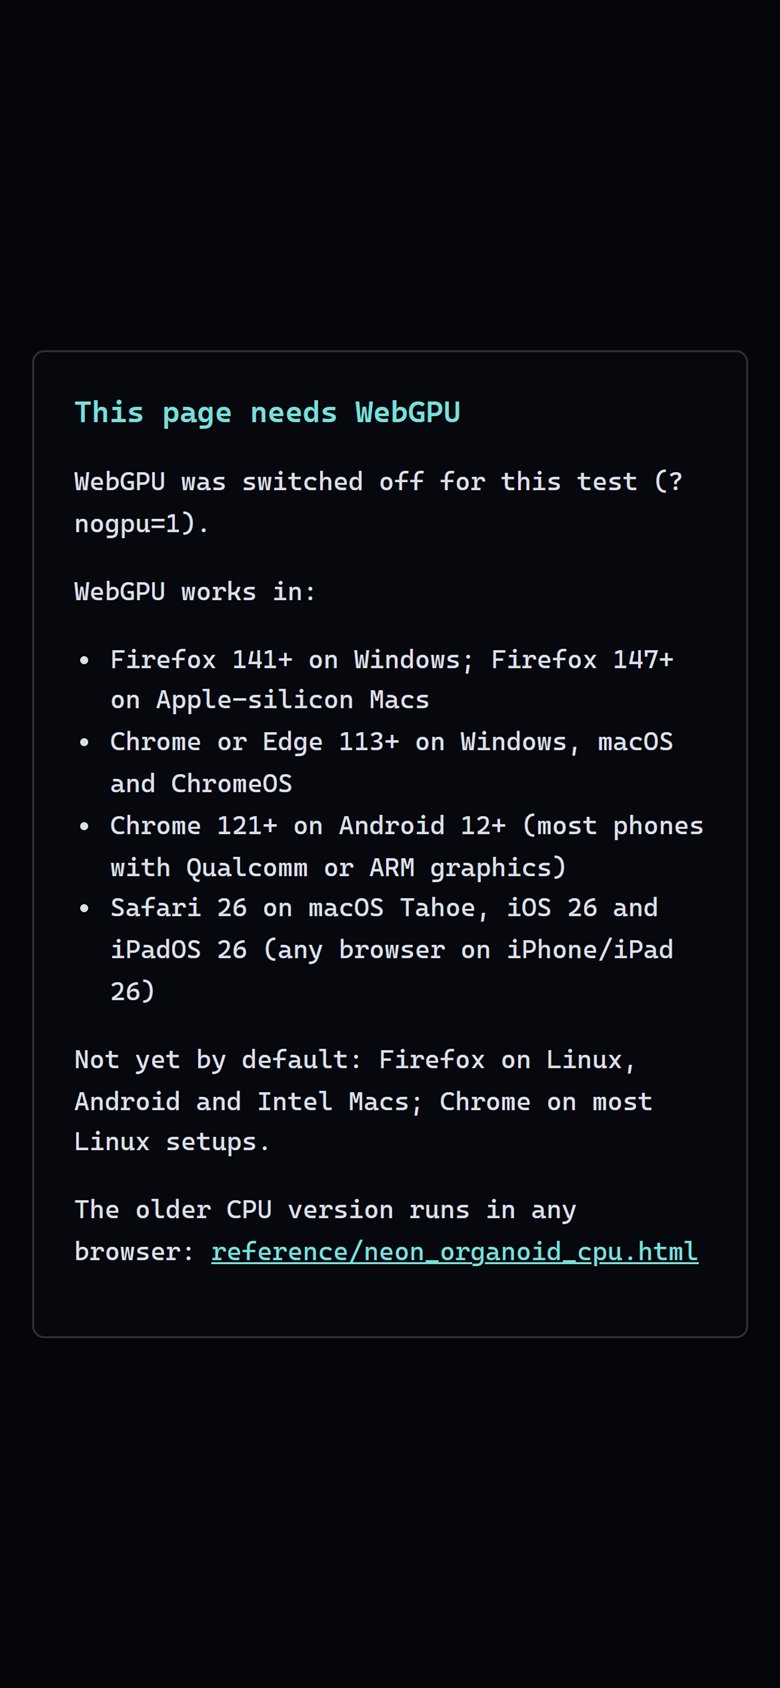 This page needs WebGPU
WebGPU was switched off for this test (?
nogpu=1).
WebGPU works in:
• Firefox 141+ on Windows; Firefox 147+
on Apple-silicon Macs
• Chrome or Edge 113+ on Windows, macOS
and ChromeOS
• Chrome 121+ on Android 12+ (most phones
with Qualcomm or ARM graphics)
• Safari 26 on macOS Tahoe, iOS 26 and
iPadOS 26 (any browser on iPhone/iPad
26)
Not yet by default: Firefox on Linux,
Android and Intel Macs; Chrome on most
Linux setups.
The older CPU version runs in any
browser: reference/neon_organoid_cpu.html